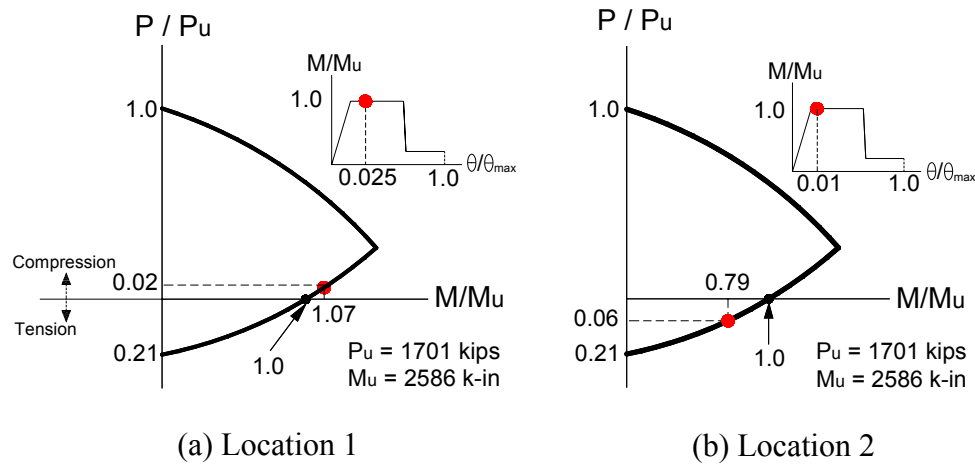 (a)
P / Pu
M/Mu
1.0
1.0
0.025
1.0
θ/θmax
Compression
0.02
M/Mu
Tension
1.07
0.21
1.0
Pu = 1701 kips
Mu = 2586 k-in
(a) Location 1
(b)
P / Pu
M/Mu
1.0
1.0
0.01
1.0
θ/θmax
0.79
M/Mu
0.06
0.21
1.0
Pu = 1701 kips
Mu = 2586 k-in
(b) Location 2